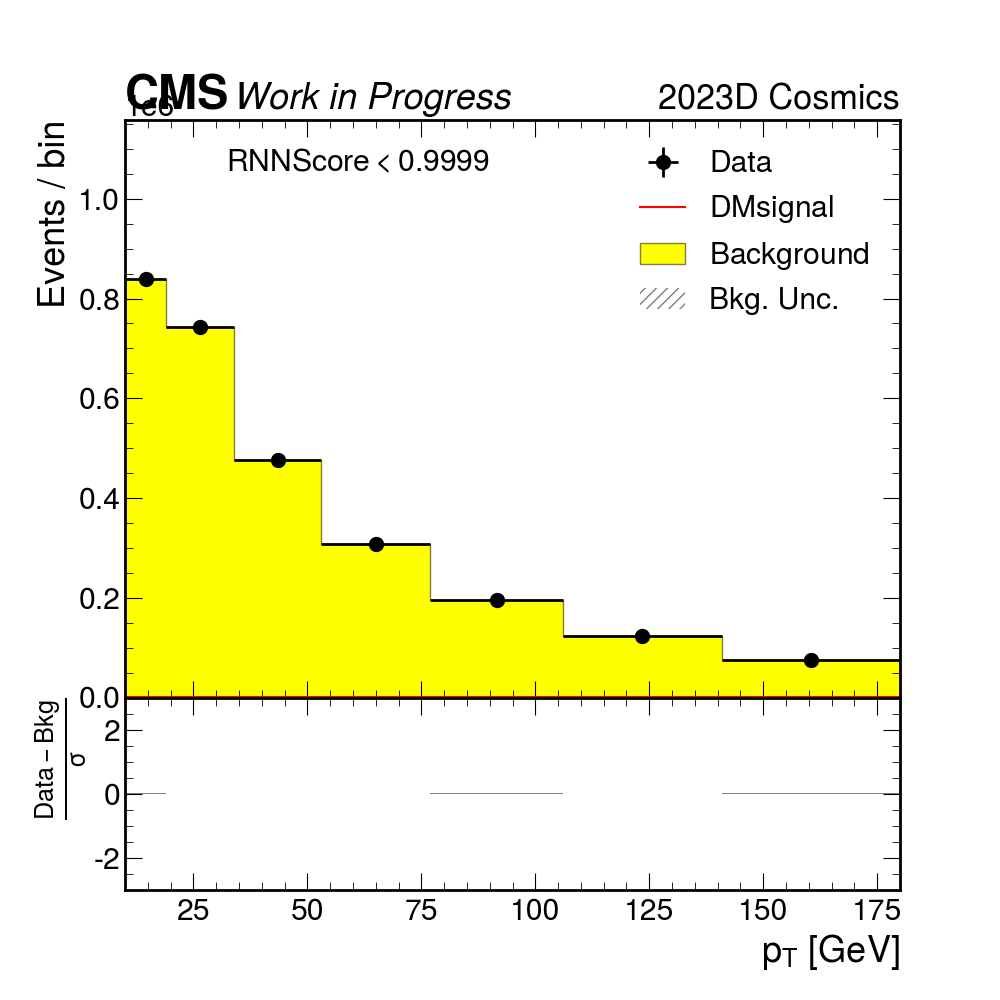 CMS Work in Progress 2023D Cosmics
1e6
Events / bin
RNNScore < 0.9999
Data
DMsignal
Background
Bkg. Unc.
1.0
0.8
0.6
0.4
0.2
0.0
Data – Bkg
σ
2
0
-2
25 50 75 100 125 150 175
pT [GeV]